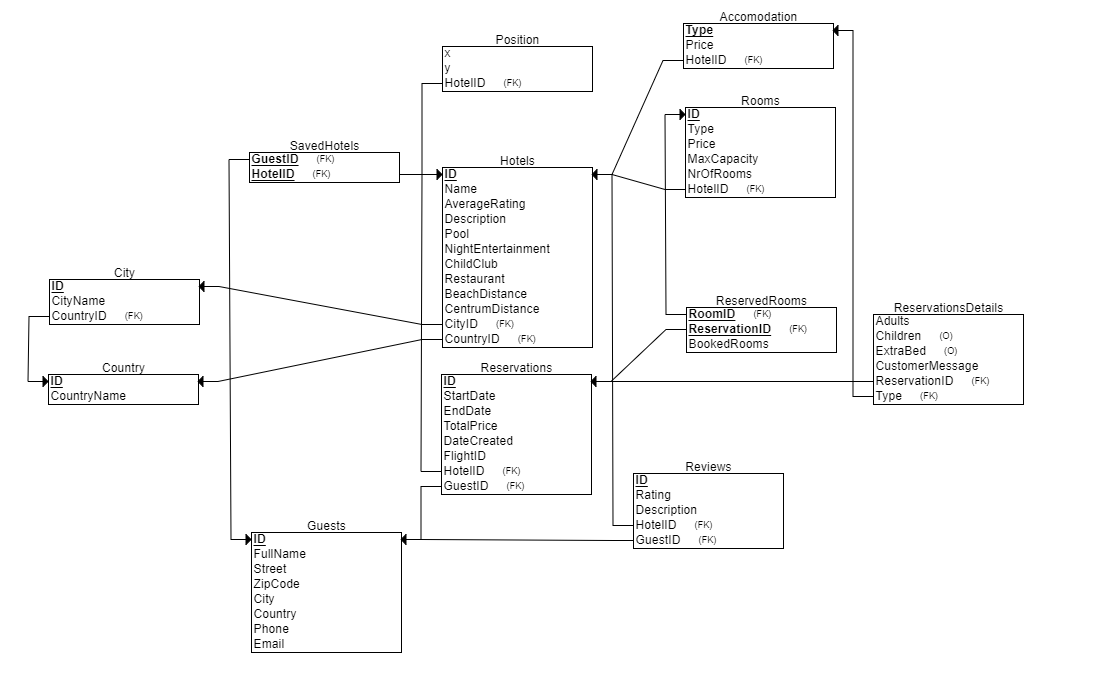 Accomodation
Type
Price
HotelID (FK)
Position
x
y
HotelID (FK)
Rooms
ID
Type
Price
MaxCapacity
NrOfRooms
HotelID (FK)
SavedHotels
GuestID (FK)
HotelID (FK)
Hotels
ID
Name
AverageRating
Description
Pool
NightEntertainment
ChildClub
Restaurant
BeachDistance
CentrumDistance
CityID (FK)
CountryID (FK)
City
ID
CityName
CountryID (FK)
Country
ID
CountryName
ReservedRooms
RoomID (FK)
ReservationID (FK)
BookedRooms
ReservationsDetails
Adults
Children (O)
ExtraBed (O)
CustomerMessage
ReservationID (FK)
Type (FK)
Reservations
ID
StartDate
EndDate
TotalPrice
DateCreated
FlightID
HotelID (FK)
GuestID (FK)
Reviews
ID
Rating
Description
HotelID (FK)
GuestID (FK)
Guests
ID
FullName
Street
ZipCode
City
Country
Phone
Email